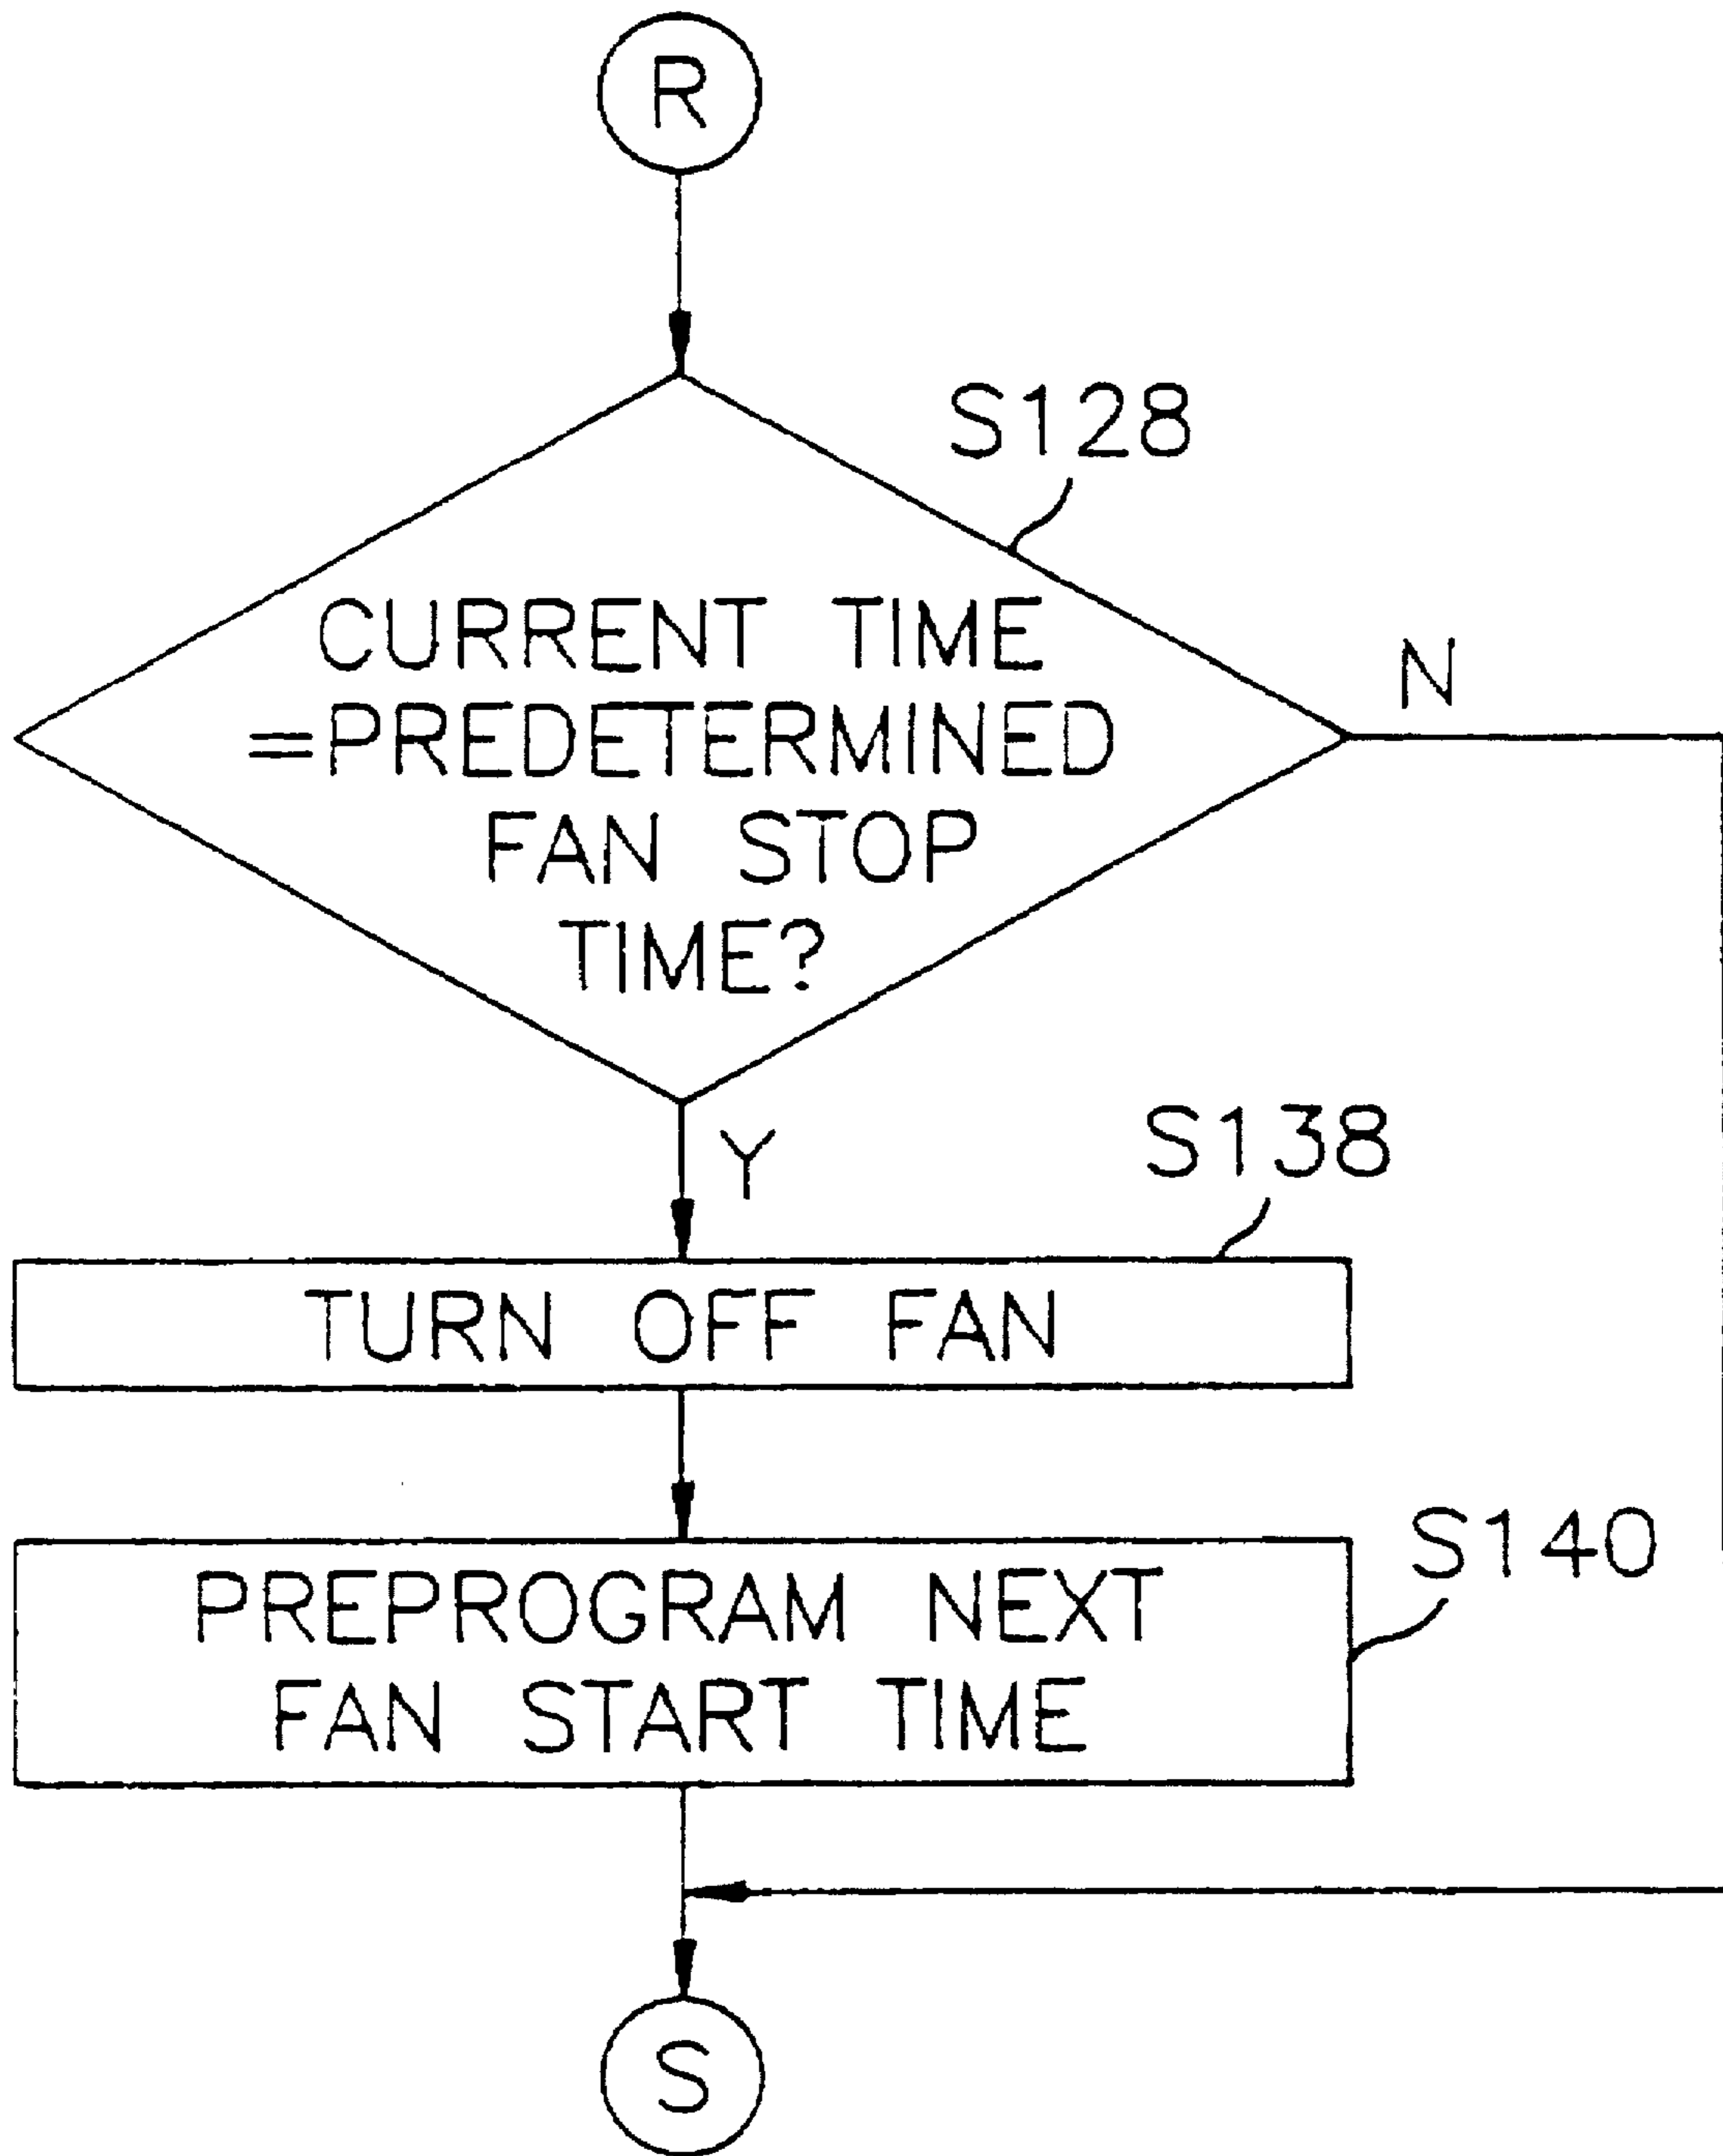 R
S128
CURRENT TIME
=PREDETERMINED
FAN STOP
TIME?
N
Y
S138
TURN OFF FAN
S140
PREPROGRAM NEXT
FAN START TIME
S